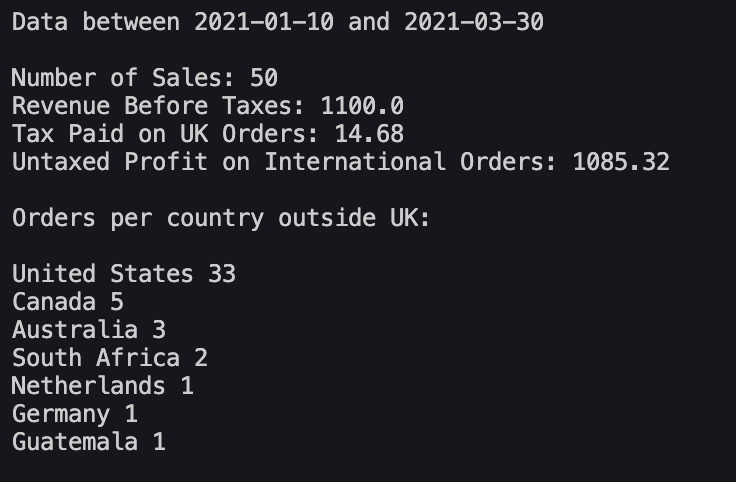 Data between 2021-01-10 and 2021-03-30
Number of Sales: 50
Revenue Before Taxes: 1100.0
Tax Paid on UK Orders: 14.68
Untaxed Profit on International Orders: 1085.32
Orders per country outside UK:
United States 33
Canada 5
Australia 3
South Africa 2
Netherlands 1
Germany 1
Guatemala 1